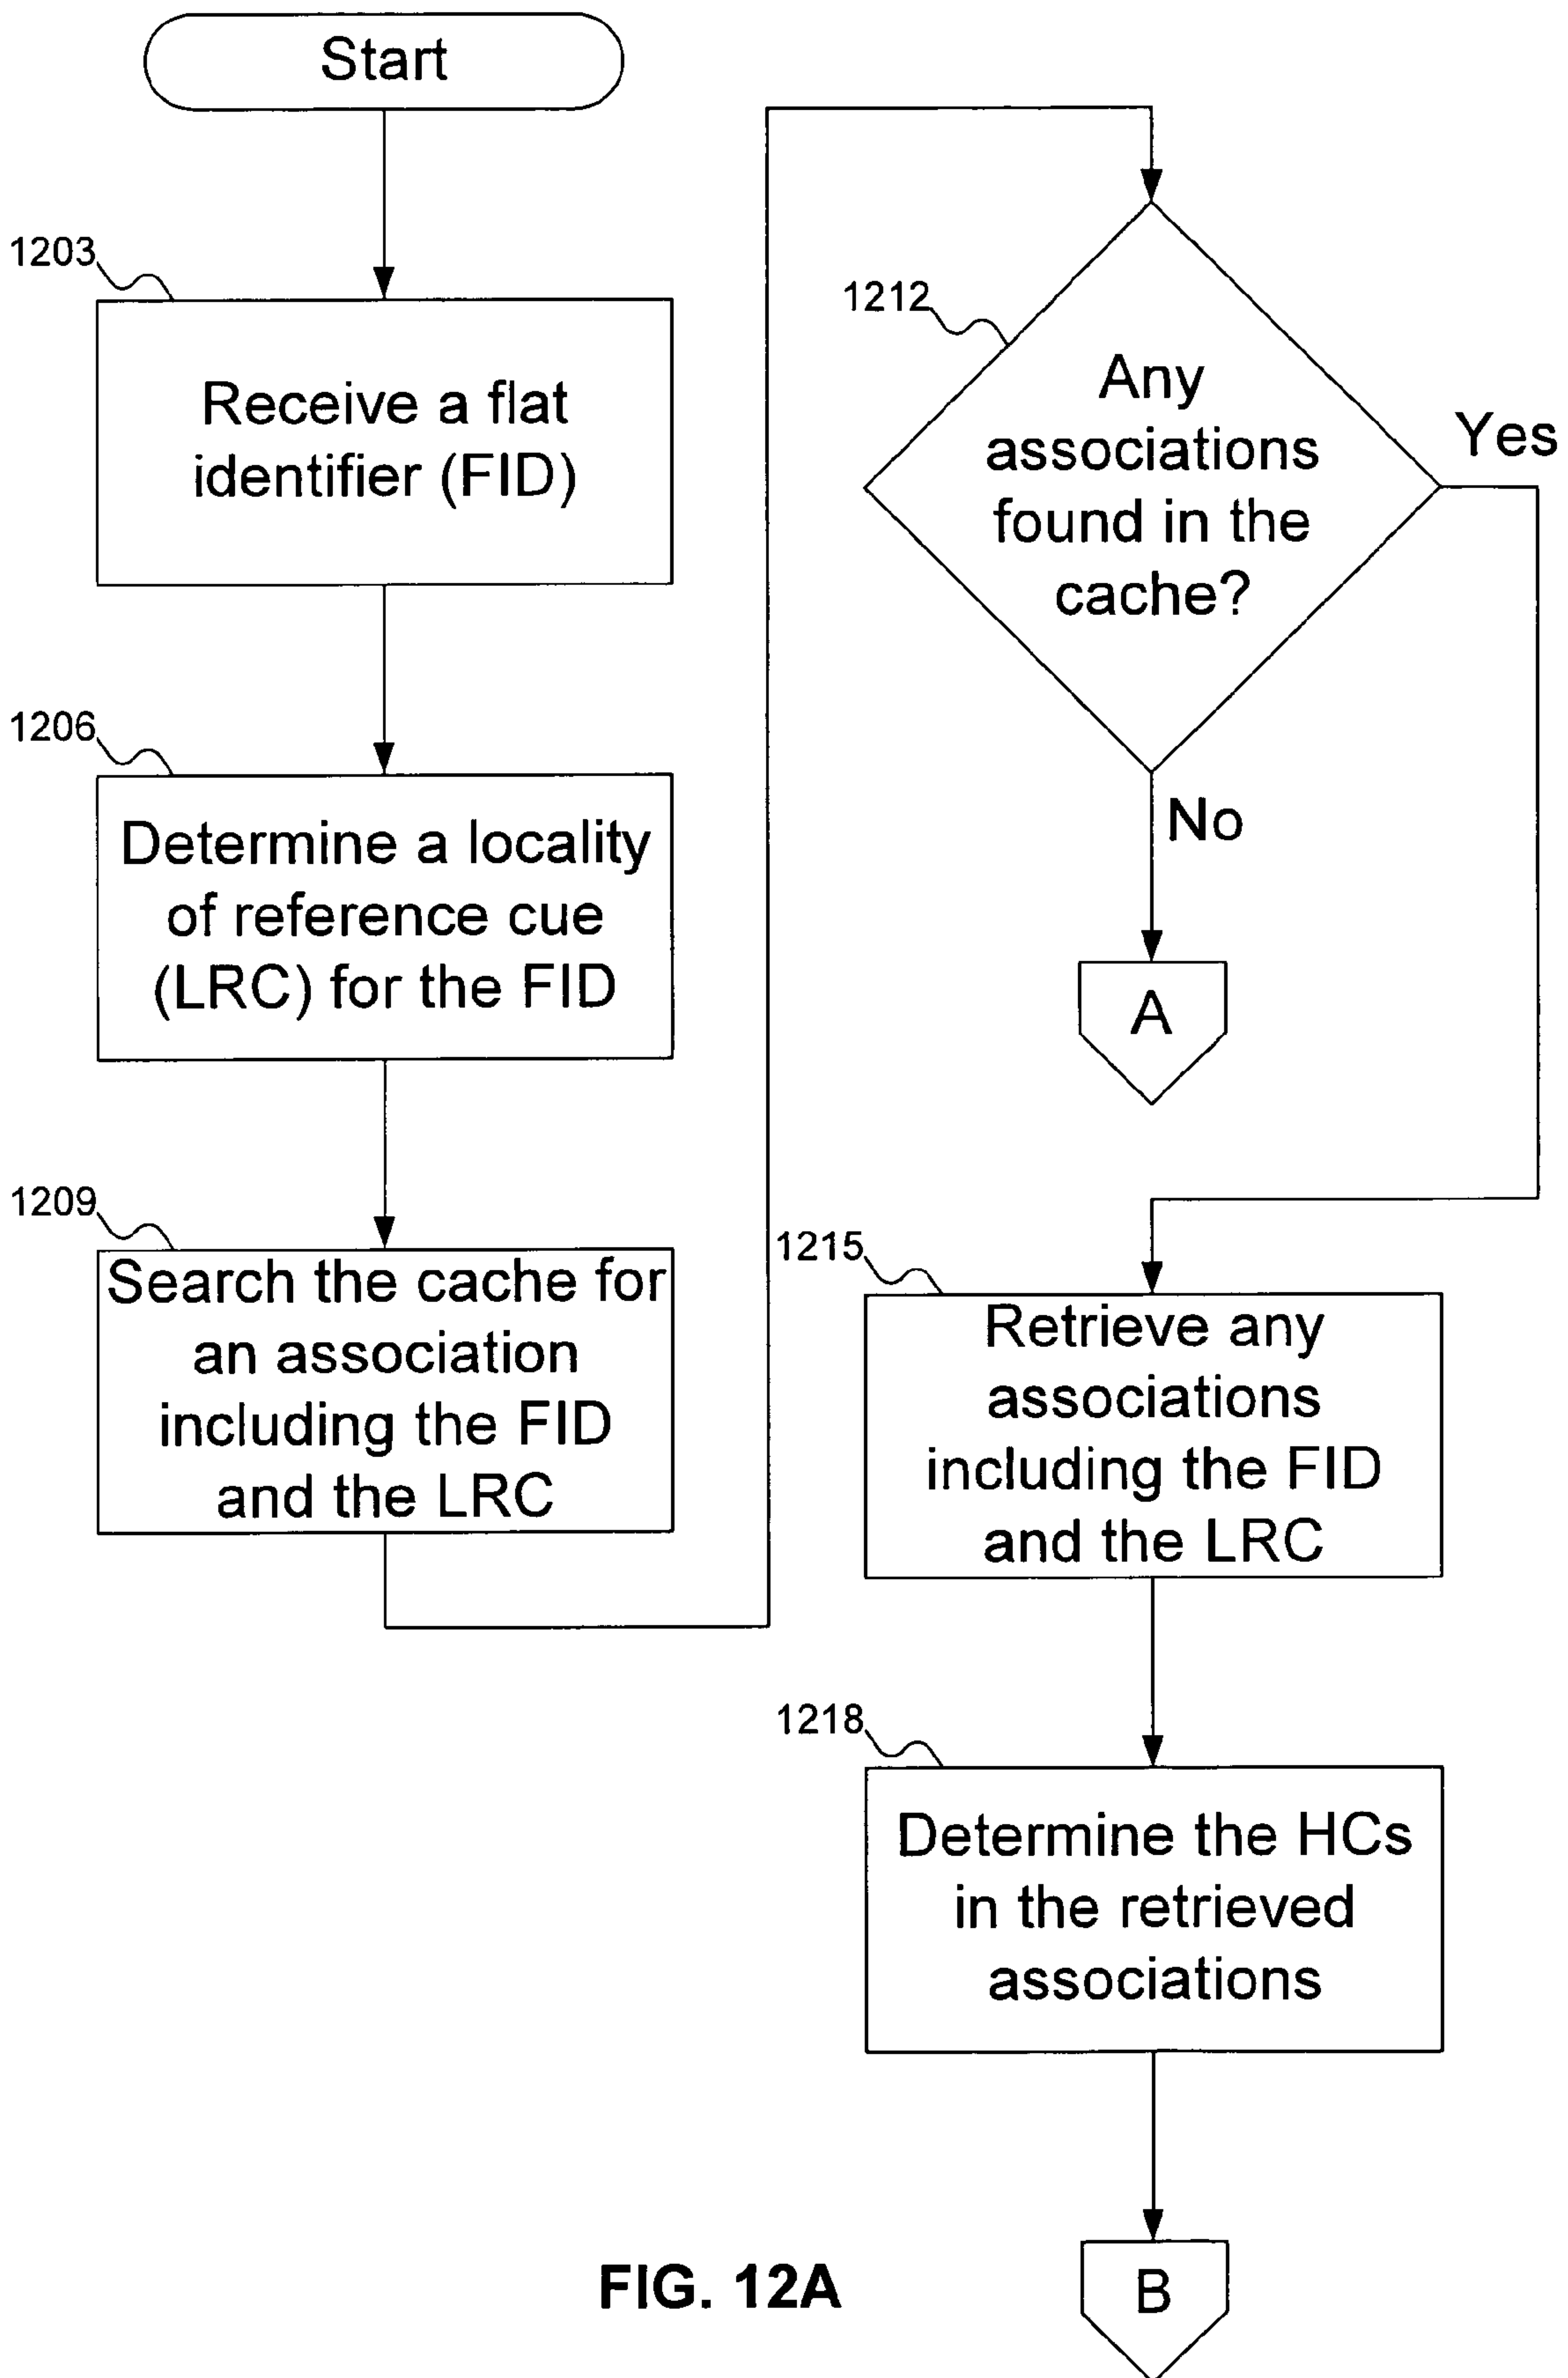 Start
1203
Receive a flat
identifier (FID)
1206
Determine a locality
of reference cue
(LRC) for the FID
1209
Search the cache for
an association
including the FID
and the LRC
1212
Any
associations
found in the
cache?
Yes
No
A
1215
Retrieve any
associations
including the FID
and the LRC
1218
Determine the HCs
in the retrieved
associations
B
FIG. 12A